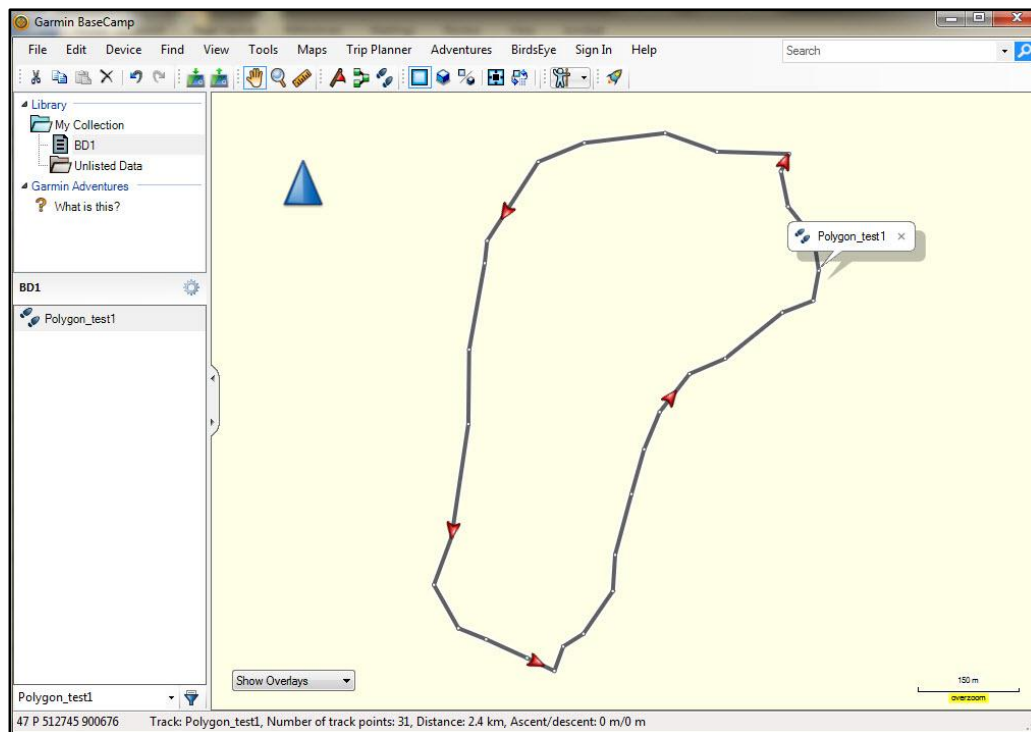 Garmin BaseCamp
File Edit Device Find View Tools Maps Trip Planner Adventures BirdsEye Sign In Help
Search
Library
My Collection
BD1
Unlisted Data
Garmin Adventures
? What is this?
BD1
Polygon_test1
Polygon_test1
Show Overlays
150 m
overzoom
Polygon_test1
47 P 512745 900676 Track: Polygon_test1, Number of track points: 31, Distance: 2.4 km, Ascent/descent: 0 m/0 m